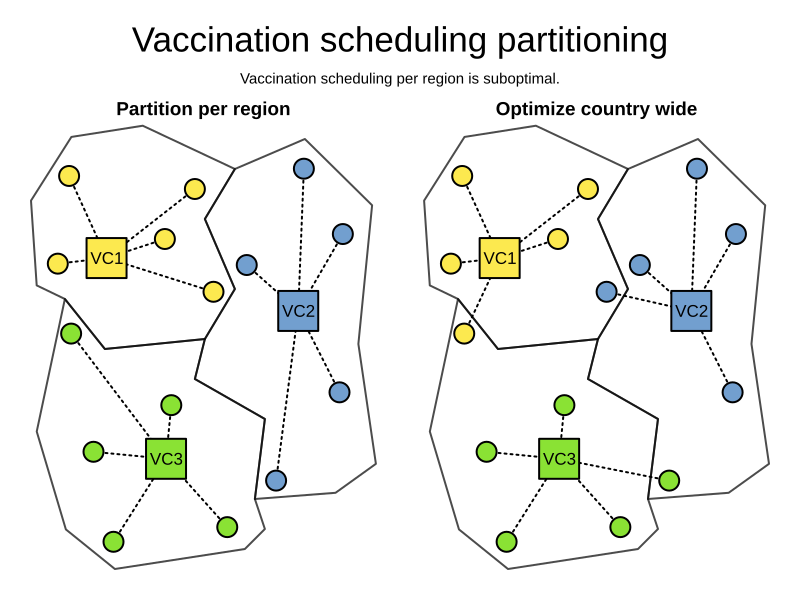 Vaccination scheduling partitioning
Vaccination scheduling per region is suboptimal.
Partition per region
Optimize country wide
VC1
VC2
VC3
VC1
VC2
VC3